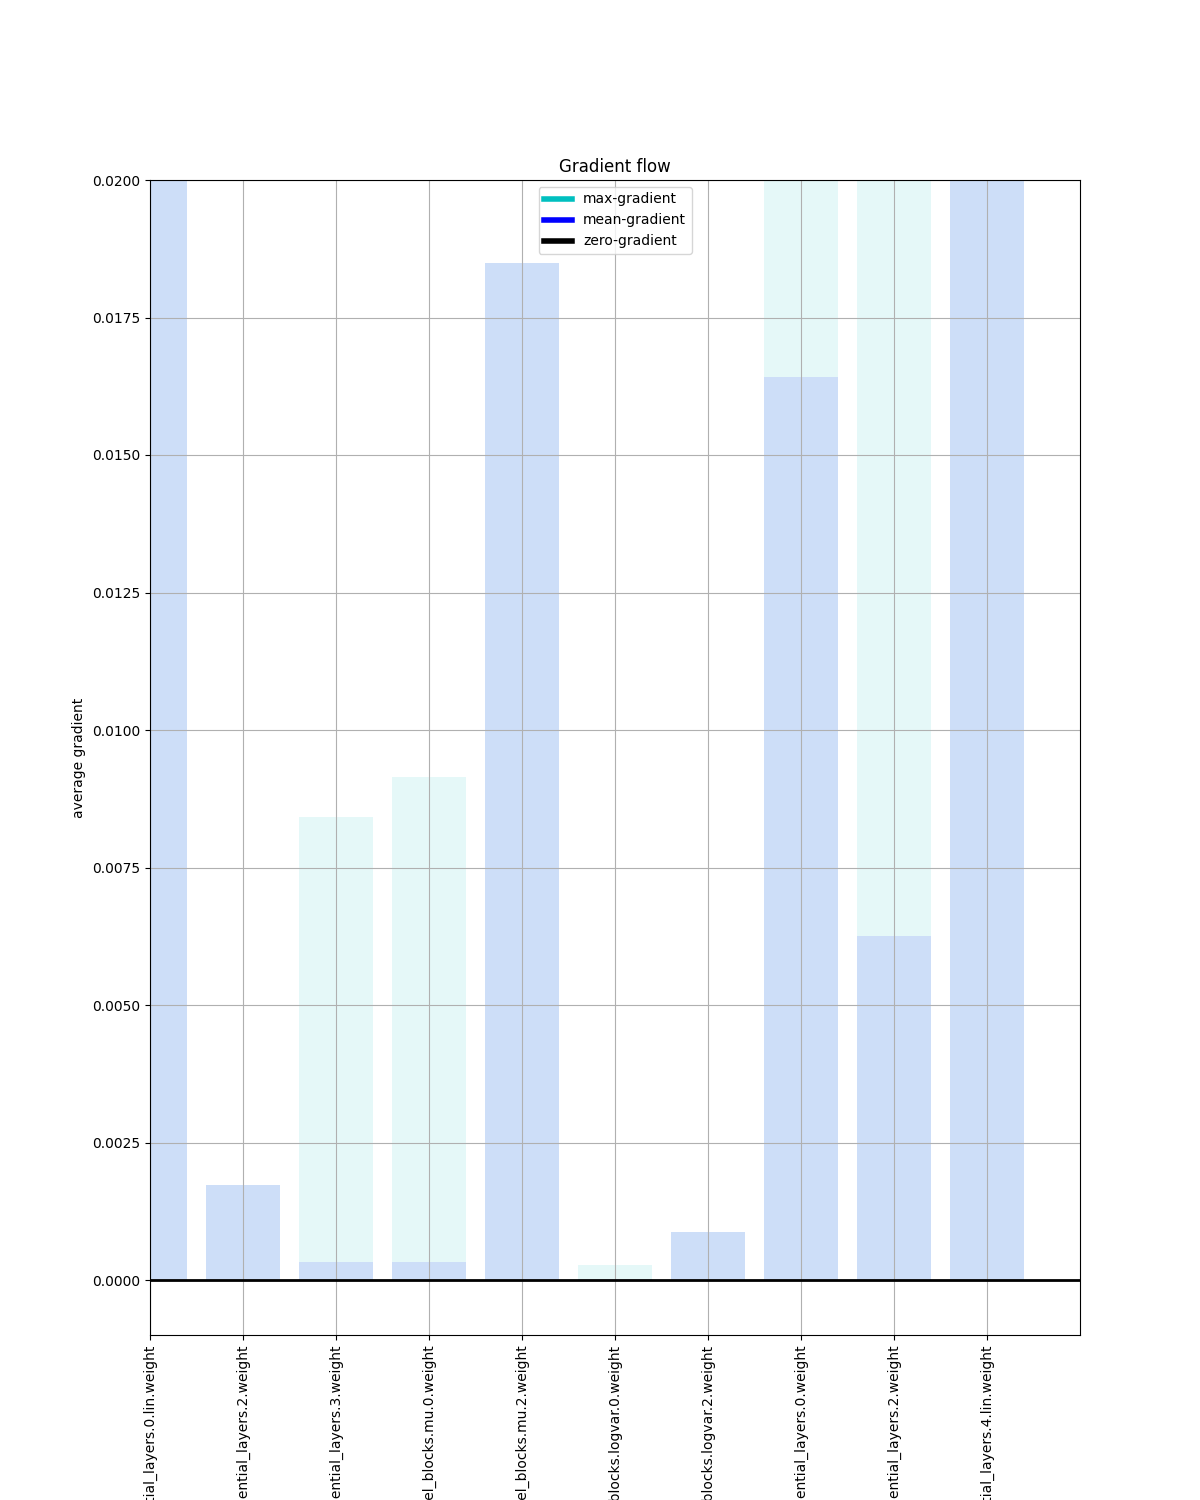 Gradient flow
max-gradient
mean-gradient
zero-gradient
0.0200
0.0175
0.0150
0.0125
0.0100
0.0075
0.0050
0.0025
0.0000
average gradient
tial_layers.0.lin.weight
ential_layers.2.weight
ential_layers.3.weight
el_blocks.mu.0.weight
el_blocks.mu.2.weight
blocks.logvar.0.weight
blocks.logvar.2.weight
ential_layers.0.weight
ential_layers.2.weight
tial_layers.4.lin.weight